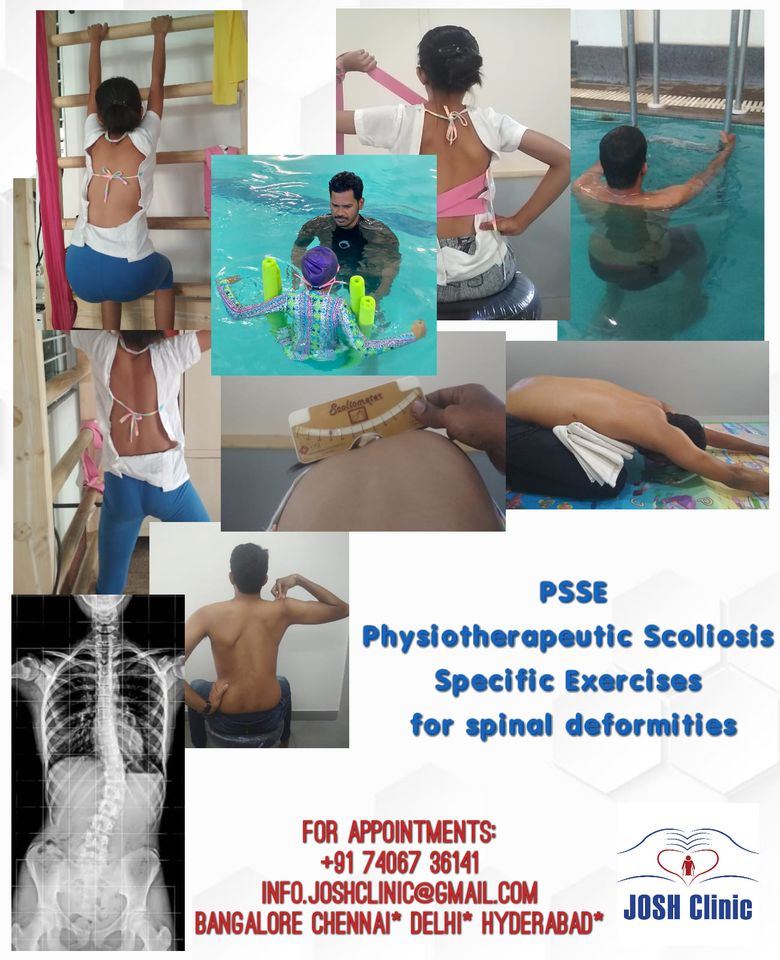 Scoliometer
PSSE
Physiotherapeutic Scoliosis
Specific Exercises
for spinal deformities
FOR APPOINTMENTS:
+91 74067 36141
INFO.JOSHCLINIC@GMAIL.COM
BANGALORE CHENNAI* DELHI* HYDERABAD*
JOSH Clinic